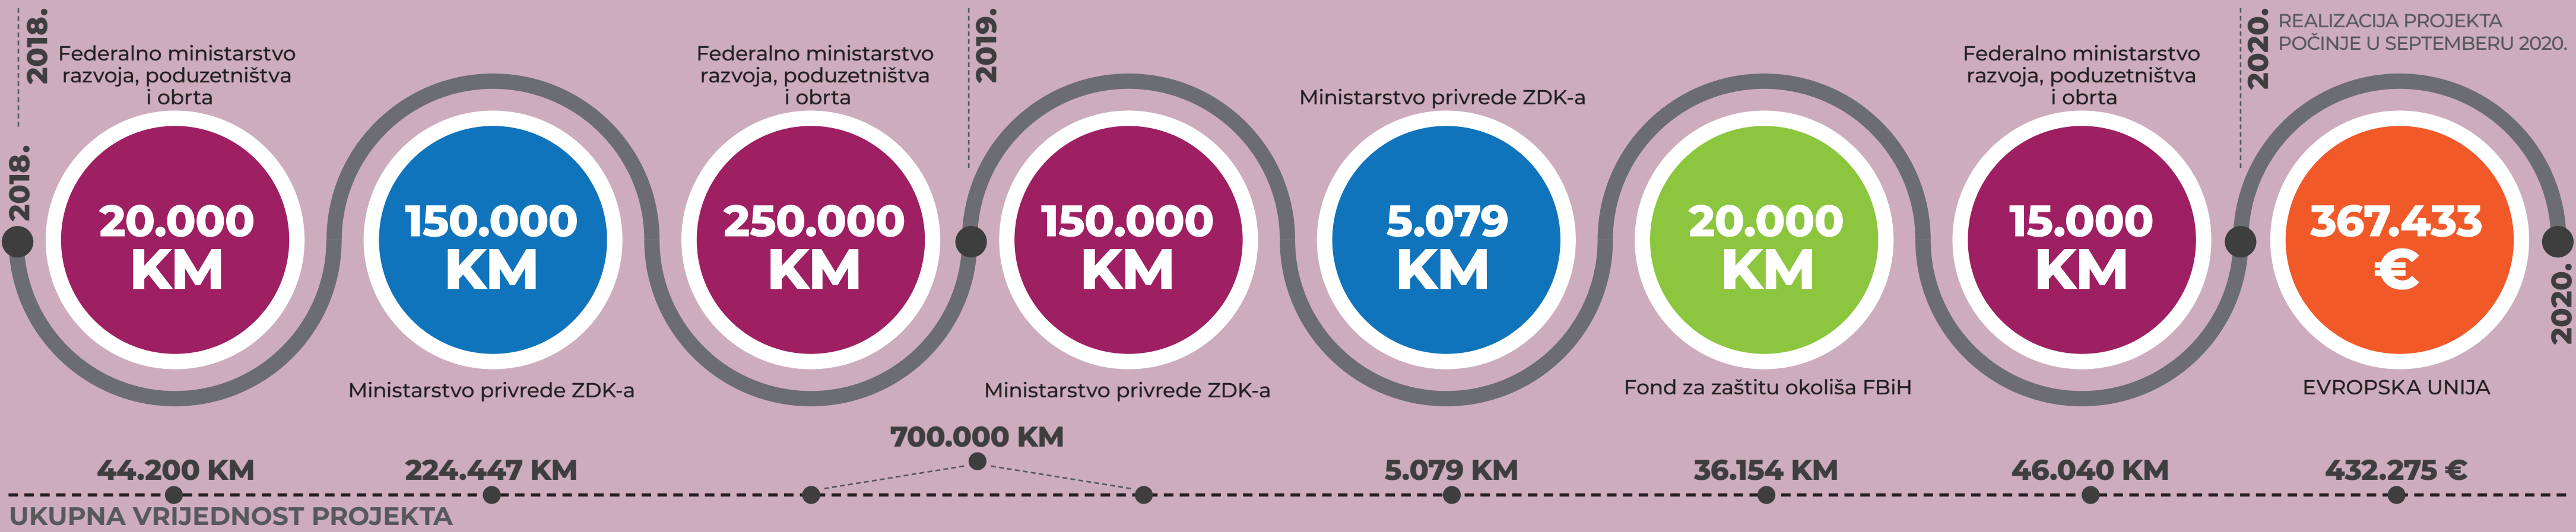 2018.
2018.
Federalno ministarstvo
razvoja, poduzetništva
i obrta
20.000
KM
150.000
KM
Ministarstvo privrede ZDK-a
Federalno ministarstvo
razvoja, poduzetništva
i obrta
250.000
KM
2019.
150.000
KM
Ministarstvo privrede ZDK-a
Ministarstvo privrede ZDK-a
5.079
KM
20.000
KM
Fond za zaštitu okoliša FBiH
Federalno ministarstvo
razvoja, poduzetništva
i obrta
15.000
KM
2020.
REALIZACIJA PROJEKTA
POČINJE U SEPTEMBERU 2020.
367.433
€
EVROPSKA UNIJA
2020.
44.200 KM
224.447 KM
700.000 KM
5.079 KM
36.154 KM
46.040 KM
432.275 €
UKUPNA VRIJEDNOST PROJEKTA